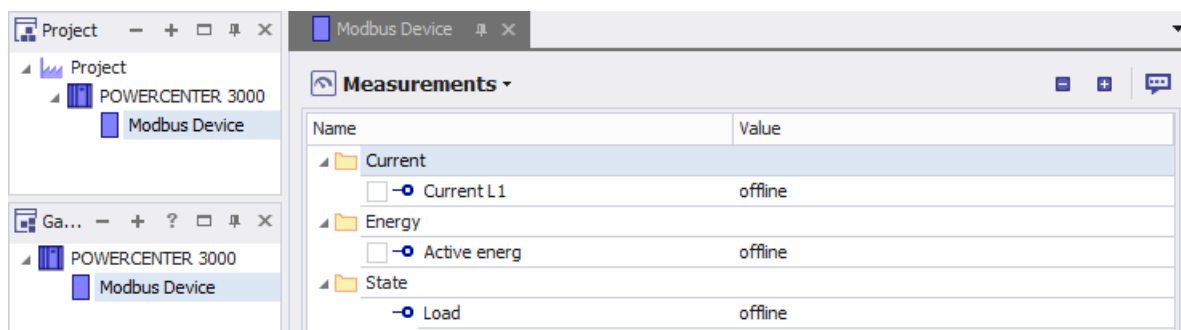 Project
Project
POWERCENTER 3000
Modbus Device
Ga...
POWERCENTER 3000
Modbus Device
Modbus Device
Measurements
Name Value
Current
Current L1 offline
Energy
Active energ offline
State
Load offline